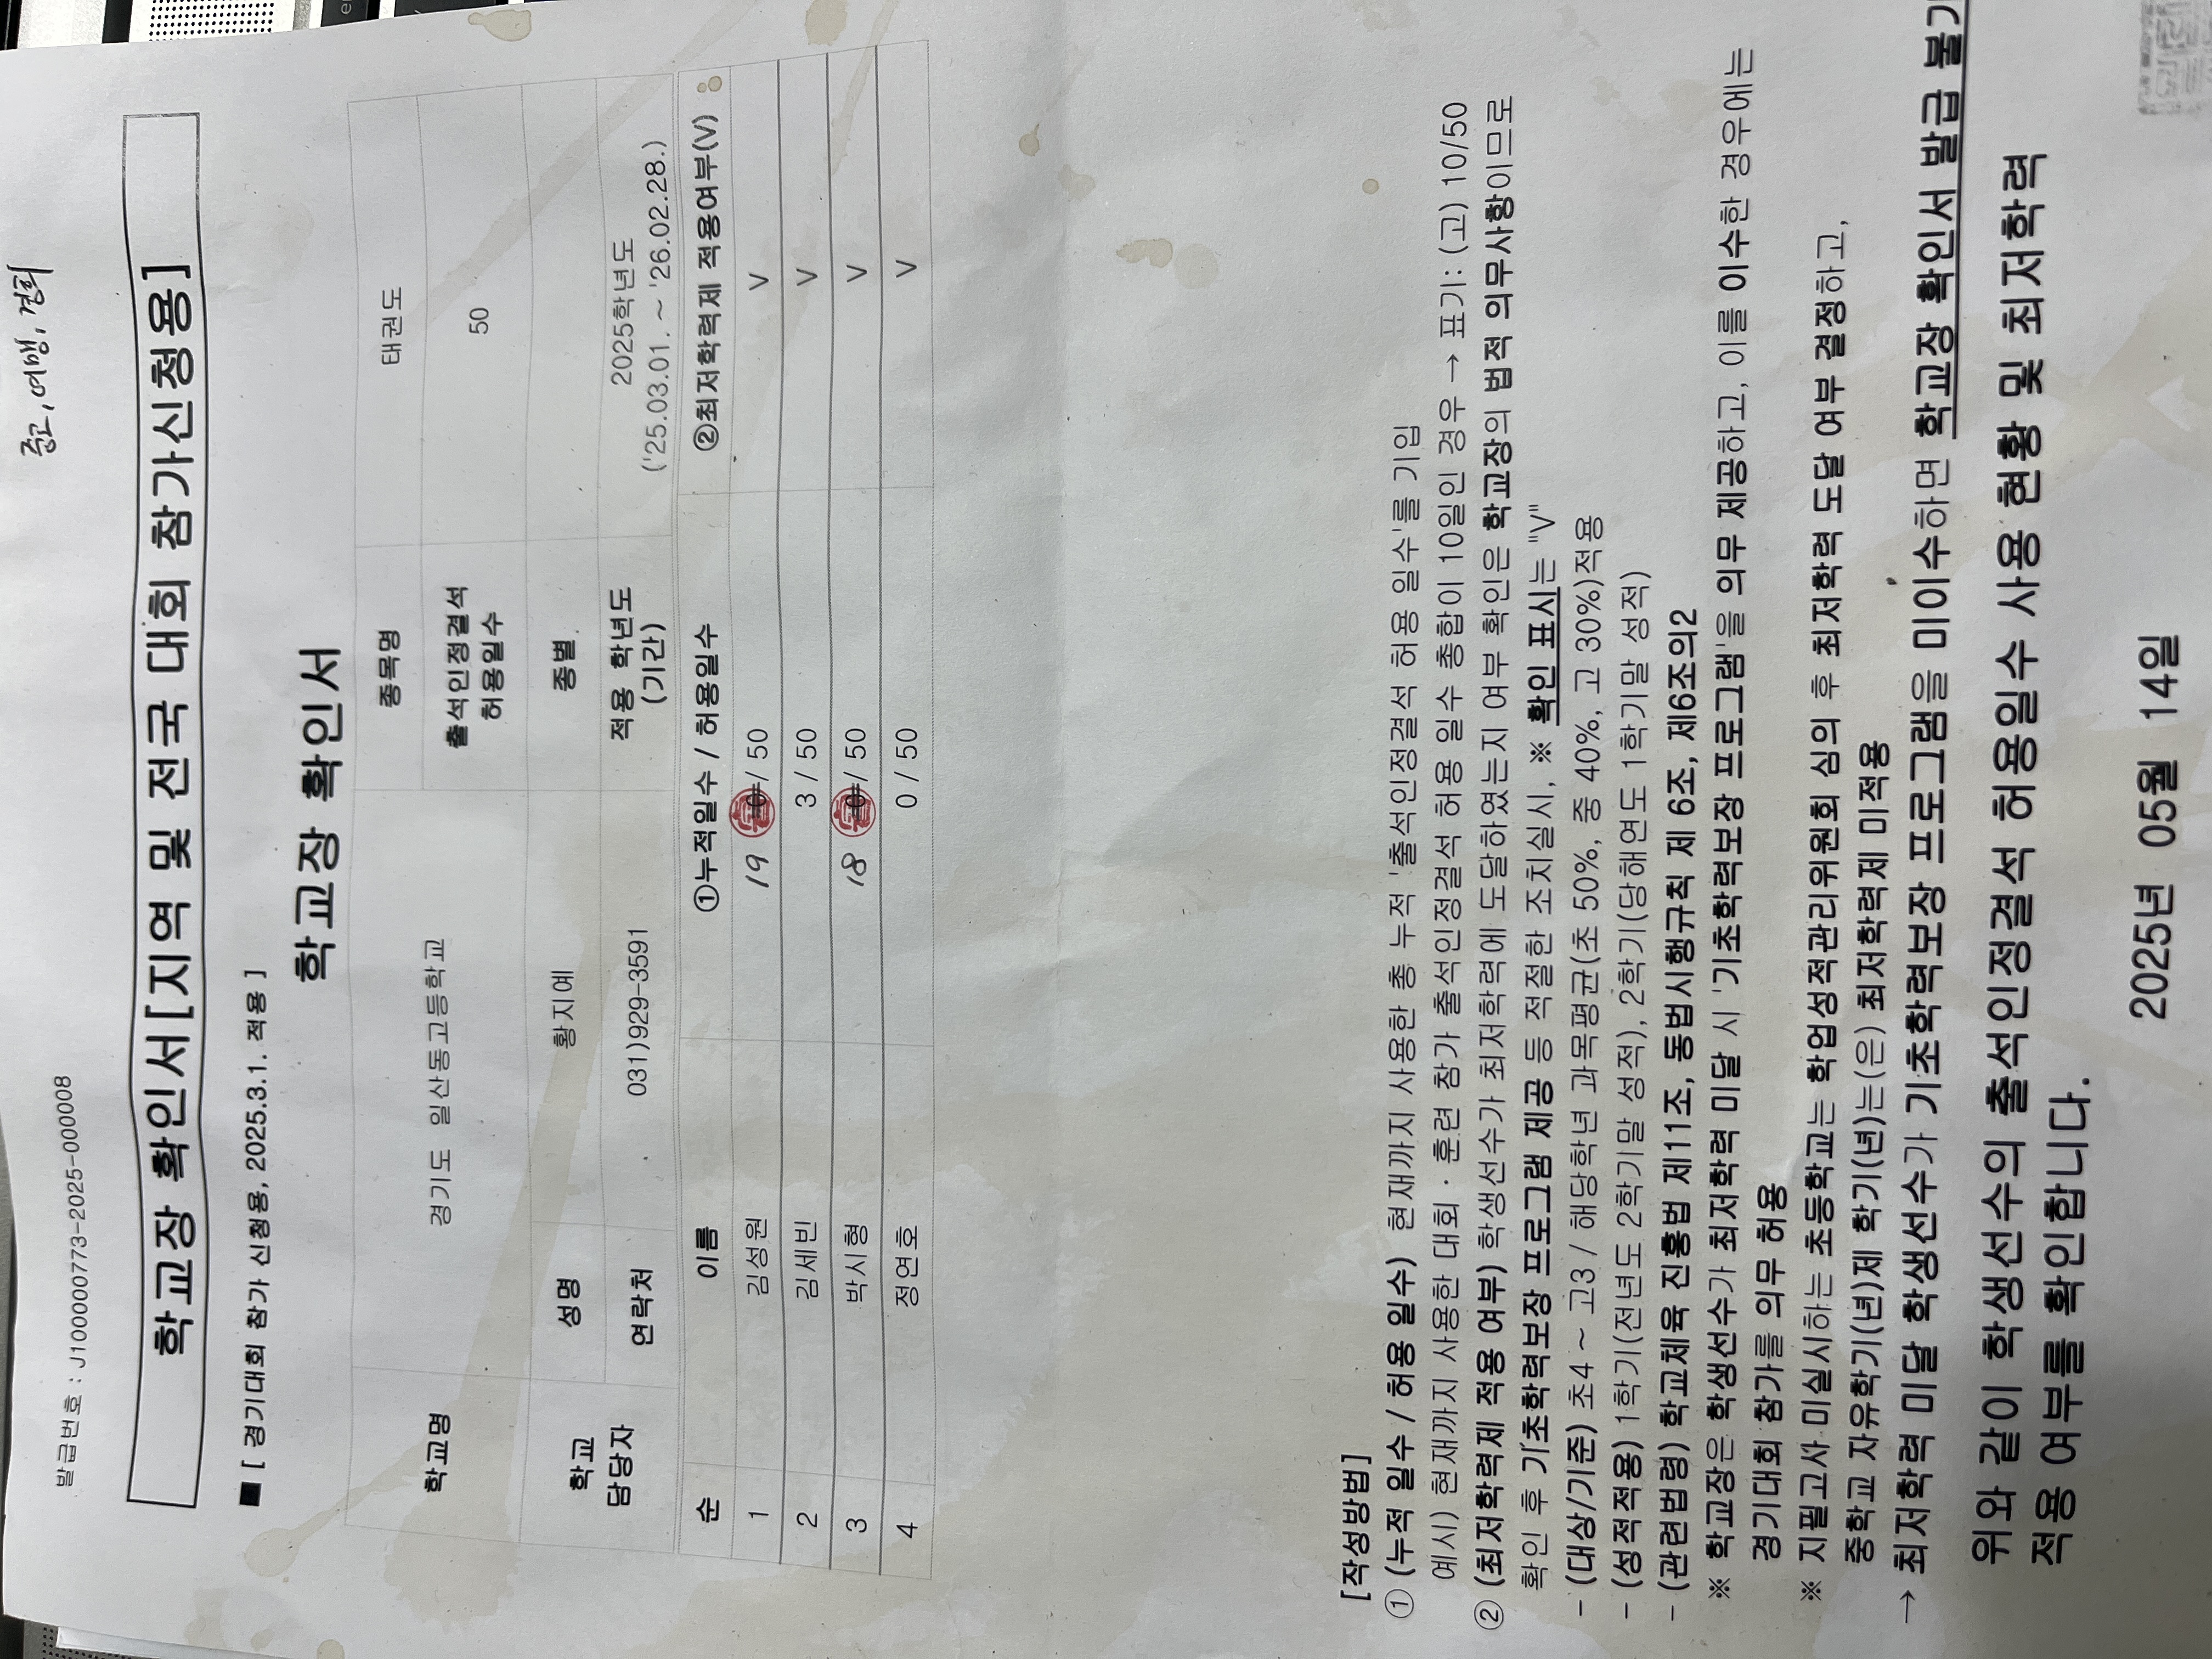 중고, 여맹, 경희
발급번호 : J100000773-2025-000008
학교장 확인서[지역 및 전국 대회 참가신청용]
■ [ 경기대회 참가 신청용, 2025.3.1. 적용 ]
학교장 확인서
학교명 경기도 일산동고등학교 종목명 태권도
출석인정결석 허용일수 50
학교 담당자 성명 황지예 종별
연락처 031)929-3591 적용 학년도 (기간) 2025학년도 ('25.03.01. ~ '26.02.28.)
순 이름 ①누적일수 / 허용일수 ②최저학력제 적용여부(V)
1 김성원 19 / 50 V
2 김세빈 3 / 50 V
3 박시형 18 / 50 V
4 정연호 0 / 50 V
[작성방법]
① (누적 일수 / 허용 일수) 현재까지 사용한 총 누적 '출석인정결석 허용 일수'를 기입
예시) 현재까지 사용한 대회 · 훈련 참가 출석인정결석 허용 일수 총합이 10일인 경우 → 표기: (고) 10/50
② (최저학력제 적용 여부) 학생선수가 최저학력에 도달하였는지 여부 확인은 학교장의 법적 의무사항이므로
확인 후 기초학력보장 프로그램 제공 등 적절한 조치실시, ※ 확인 표시는 "V"
- (대상/기준) 초4 ~ 고3 / 해당학년 과목평균(초 50%, 중 40%, 고 30%)적용
- (성적적용) 1학기(전년도 2학기말 성적), 2학기(당해연도 1학기말 성적)
- (관련법령) 학교체육 진흥법 제11조, 동법시행규칙 제 6조, 제6조의2
※ 학교장은 학생선수가 최저학력 미달 시 '기초학력보장 프로그램'을 의무 제공하고, 이를 이수한 경우에는
경기대회 참가를 의무 허용
※ 지필고사 미실시하는 초등학교는 학업성적관리위원회 심의 후 최저학력 도달 여부 결정하고,
중학교 자유학기(년)제 학기(년)는(은) 최저학력제 미적용
→ 최저학력 미달 학생선수가 기초학력보장 프로그램을 미이수하면 학교장 확인서 발급 불가
위와 같이 학생선수의 출석인정결석 허용일수 사용 현황 및 최저학력
적용 여부를 확인합니다.
2025년 05월 14일